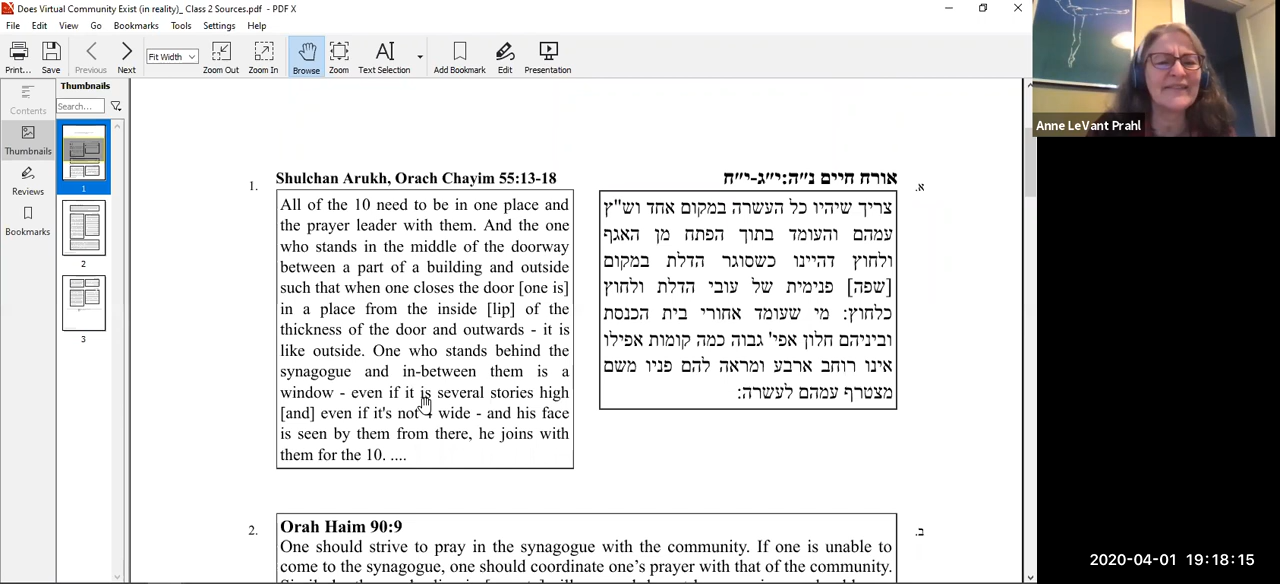 Does Virtual Community Exist (in reality)_ Class 2 Sources.pdf - PDF X
File Edit View Go Bookmarks Tools Settings Help
Print... Save Previous Next Fit Width Zoom Out Zoom In Browse Zoom Text Selection Add Bookmark Edit Presentation
Contents
Thumbnails
Reviews
Bookmarks
Thumbnails
Search...
1
2
3
1.
Shulchan Arukh, Orach Chayim 55:13-18
All of the 10 need to be in one place and
the prayer leader with them. And the one
who stands in the middle of the doorway
between a part of a building and outside
such that when one closes the door [one is]
in a place from the inside [lip] of the
thickness of the door and outwards - it is
like outside. One who stands behind the
synagogue and in-between them is a
window - even if it is several stories high
[and] even if it's not wide - and his face
is seen by them from there, he joins with
them for the 10. ....
א.
אורח חיים נ״ה:י״ג-י״ח
צריך שיהיו כל העשרה במקום אחד וש"ץ
עמהם והעומד בתוך הפתח מן האגף
ולחוץ דהיינו כשסוגר הדלת במקום
[שפה] פנימית של עובי הדלת ולחוץ
כלחוץ: מי שעומד אחורי בית הכנסת
וביניהם חלון אפי' גבוה כמה קומות אפילו
אינו רוחב ארבע ומראה להם פניו משם
מצטרף עמהם לעשרה:
2.
Orah Haim 90:9
One should strive to pray in the synagogue with the community. If one is unable to
come to the synagogue, one should coordinate one's prayer with that of the community.
ב.
Anne LeVant Prahl
2020-04-01 19:18:15